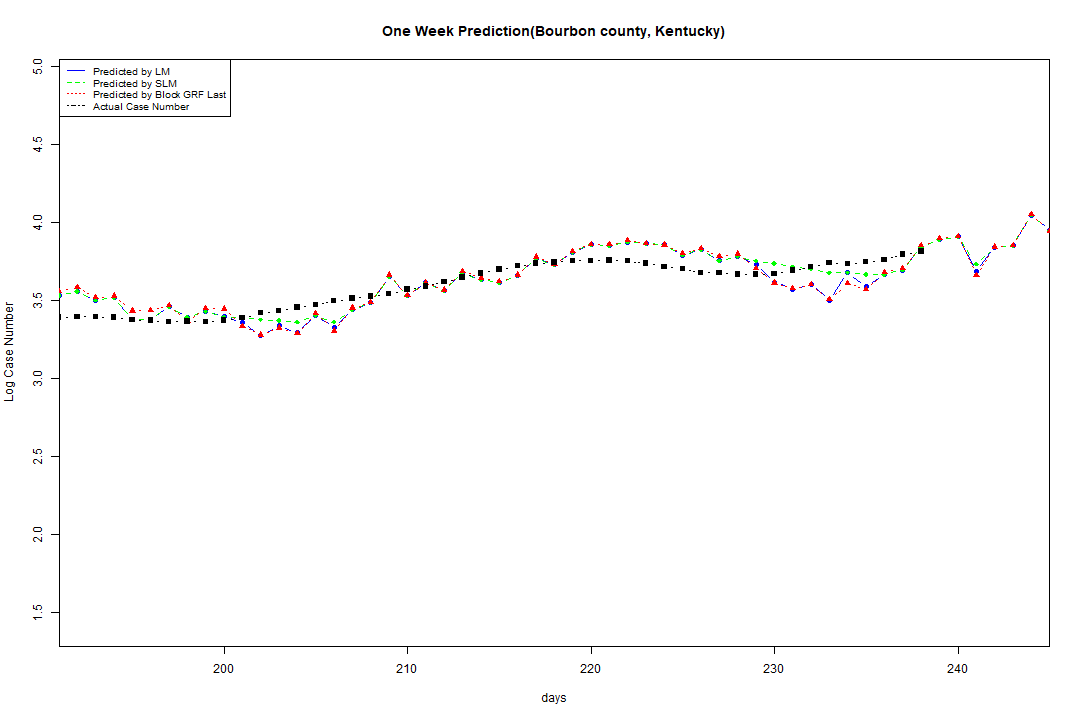 One Week Prediction(Bourbon county, Kentucky)
Predicted by LM
Predicted by SLM
Predicted by Block GRF Last
Actual Case Number
5.0
4.5
4.0
3.5
3.0
2.5
2.0
1.5
Log Case Number
200 210 220 230 240
days